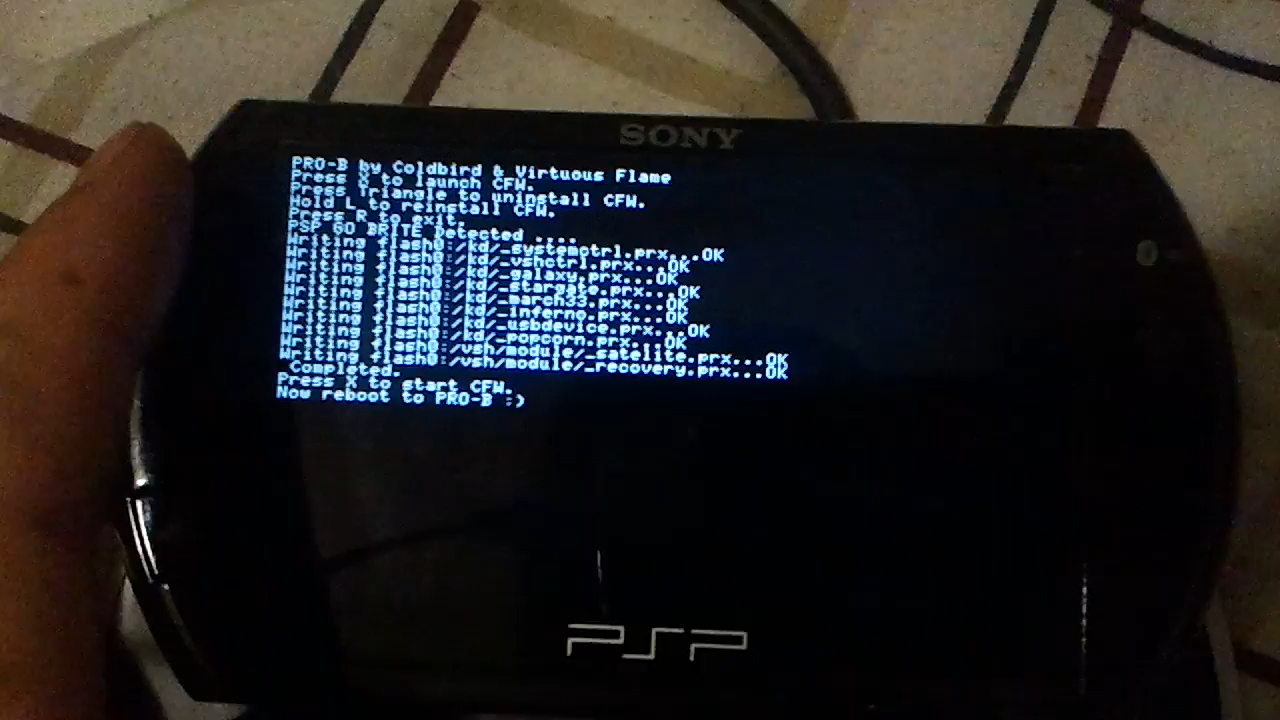 SONY
PRO-B by Coldbird & Virtuous Flame
Press X to launch CFW.
Press Triangle to uninstall CFW.
Hold L to reinstall CFW.
Press R to exit.
PSP GO BRITE Detected ....
Writing flash0:/kd/_systemctrl.prx...OK
Writing flash0:/kd/_vshctrl.prx...OK
Writing flash0:/kd/_galaxy.prx...OK
Writing flash0:/kd/_stargate.prx...OK
Writing flash0:/kd/_march33.prx...OK
Writing flash0:/kd/_inferno.prx...OK
Writing flash0:/kd/_usbdevice.prx...OK
Writing flash0:/kd/_popcorn.prx...OK
Writing flash0:/vsh/module/_satelite.prx...OK
Writing flash0:/vsh/module/_recovery.prx...OK
Completed.
Press X to start CFW.
Now reboot to PRO-B :)
PSP